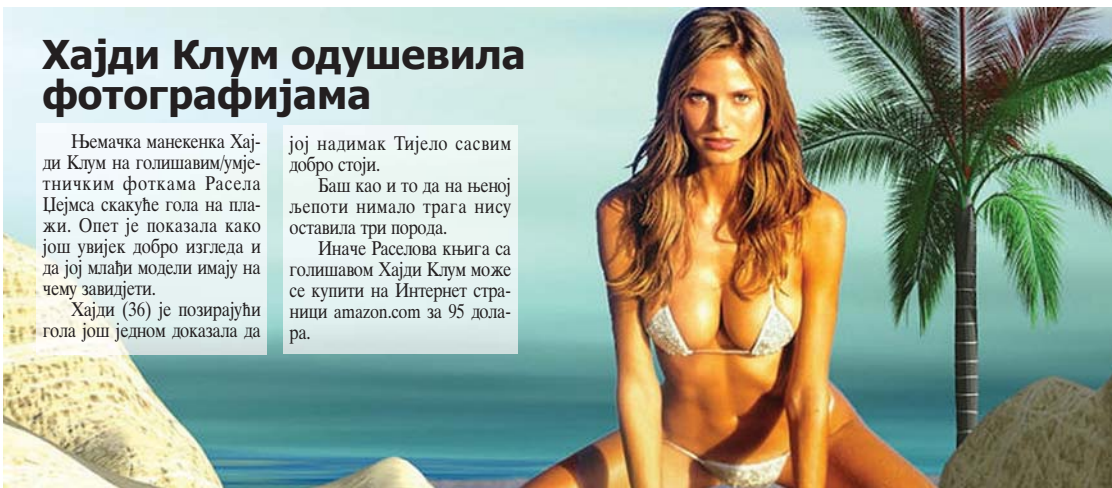 Хајди Клум одушевила
фотографијама
Њемачка манекенка Хај-
ди Клум на голишавим/умје-
тничким фоткама Расела
Џејмса скакуће гола на пла-
жи. Опет је показала како
још увијек добро изгледа и
да јој млађи модели имају на
чему завидјети.
Хајди (36) је позирајући
гола још једном доказала да
јој надимак Тијело сасвим
добро стоји.
Баш као и то да на њеној
љепоти нимало трага нису
оставила три порода.
Иначе Раселова књига са
голишавом Хајди Клум може
се купити на Интернет стра-
ници amazon.com за 95 дола-
ра.